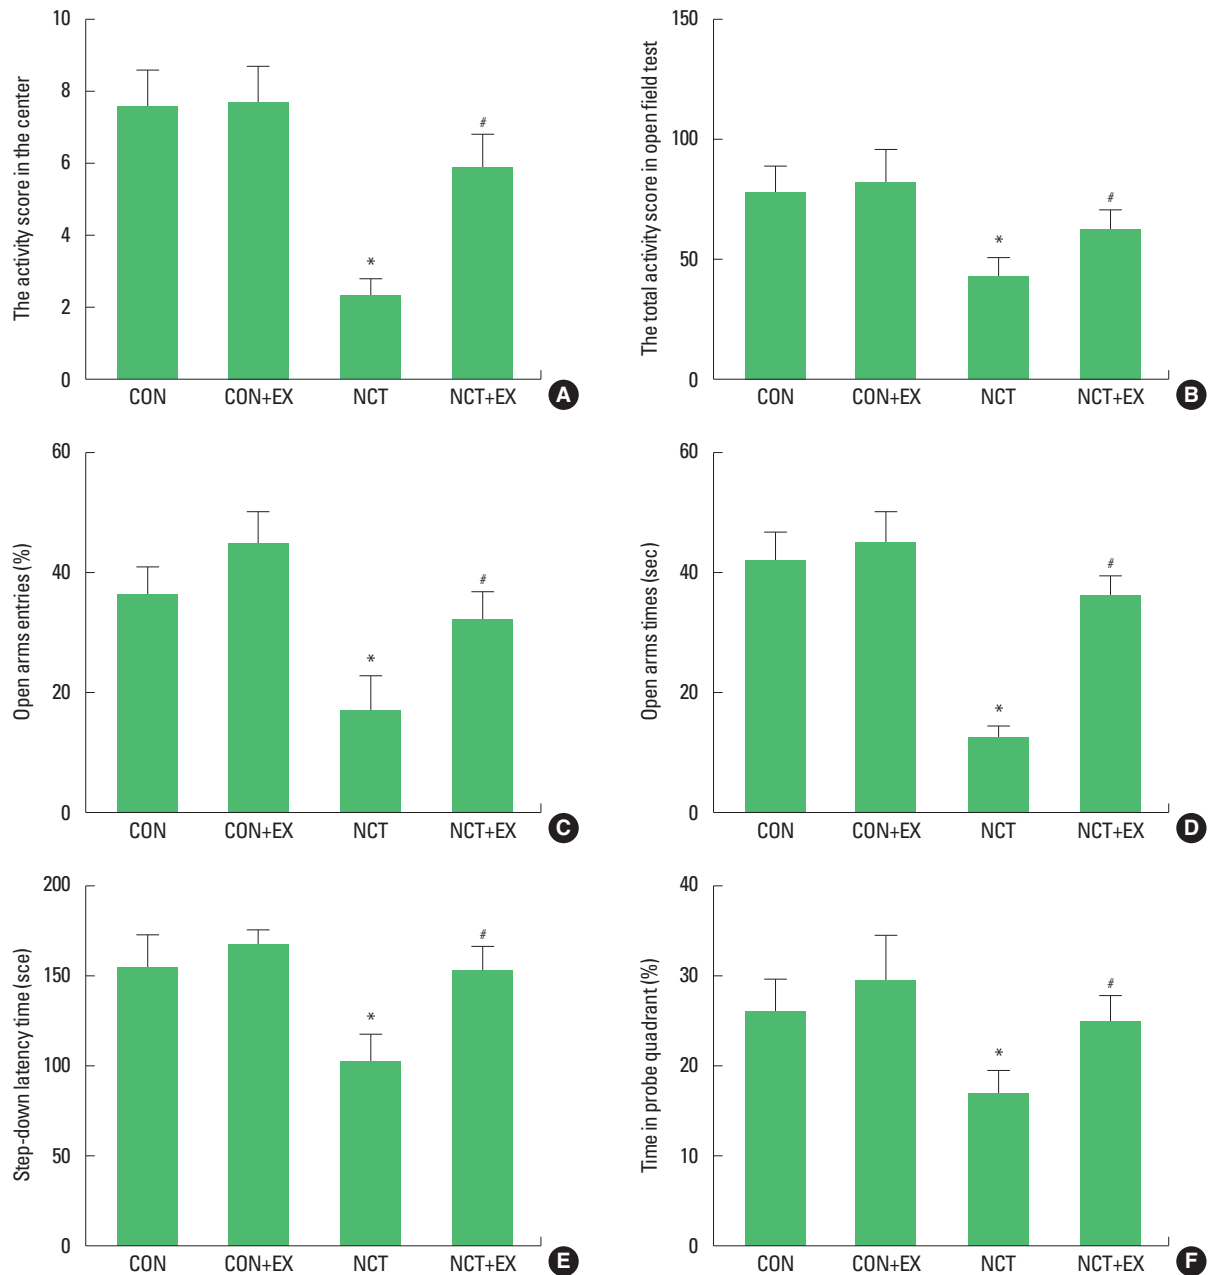 The activity score in the center
10
8
6
4
2
0
*
#
CON CON+EX NCT NCT+EX
A
The total activity score in open field test
150
100
50
0
*
#
CON CON+EX NCT NCT+EX
B
Open arms entries (%)
60
40
20
0
*
#
CON CON+EX NCT NCT+EX
C
Open arms times (sec)
60
40
20
0
*
#
CON CON+EX NCT NCT+EX
D
Step-down latency time (sce)
200
150
100
50
0
*
#
CON CON+EX NCT NCT+EX
E
Time in probe quadrant (%)
40
30
20
10
0
*
#
CON CON+EX NCT NCT+EX
F